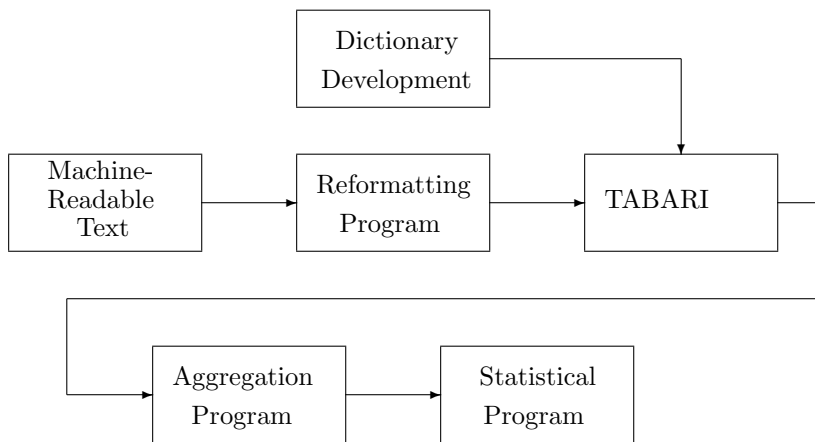 Dictionary
Development
Machine-
Readable
Text
Reformatting
Program
TABARI
Aggregation
Program
Statistical
Program